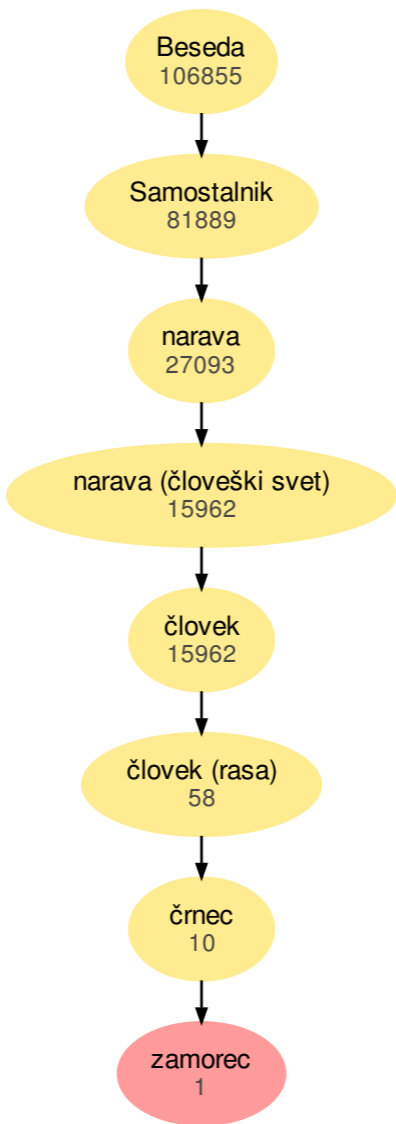 Beseda
106855
Samostalnik
81889
narava
27093
narava (človeški svet)
15962
človek
15962
človek (rasa)
58
črnec
10
zamorec
1